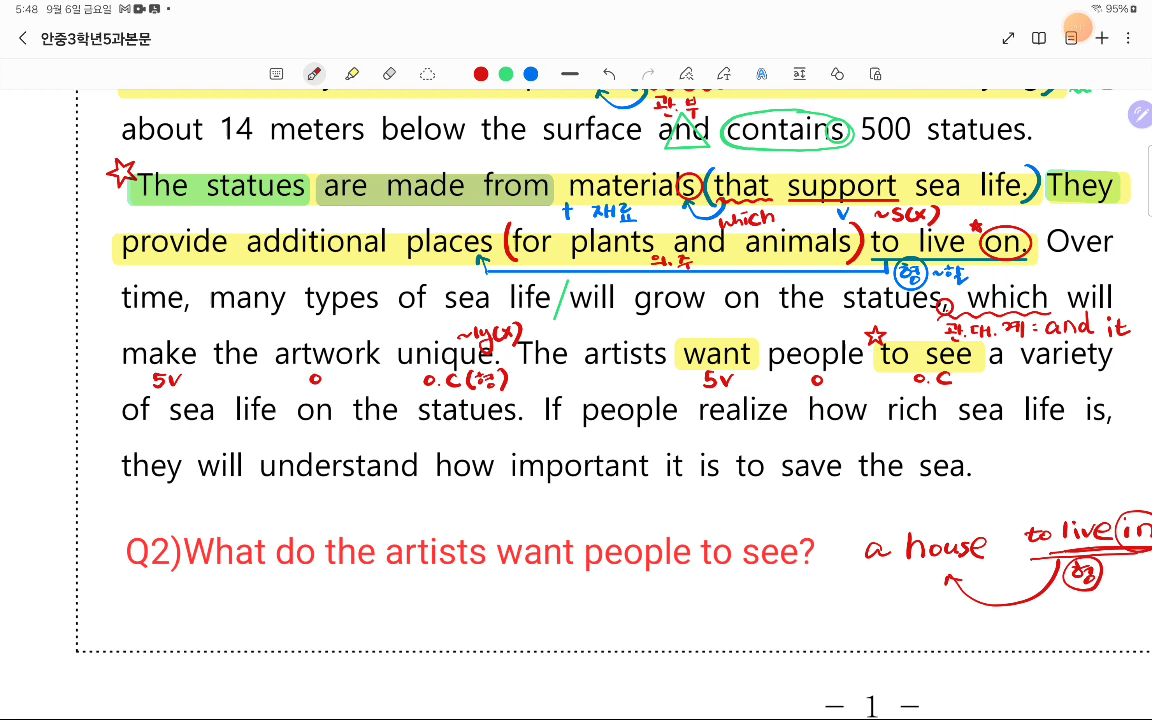 5:48 9월 6일 금요일 95%
안중3학년5과본문
관.부
about 14 meters below the surface and contains 500 statues.
The statues are made from materials (that support sea life.) They
+ 재료 which v ~s(x)
provide additional places (for plants and animals) to live on. Over
의.주 형 ~할
time, many types of sea life / will grow on the statues, which will
~ly(x) 관.대.계 : and it
make the artwork unique. The artists want people to see a variety
5V O O.C (형) 5V O O.C
of sea life on the statues. If people realize how rich sea life is,
they will understand how important it is to save the sea.
Q2)What do the artists want people to see? a house to live in
형
- 1 -